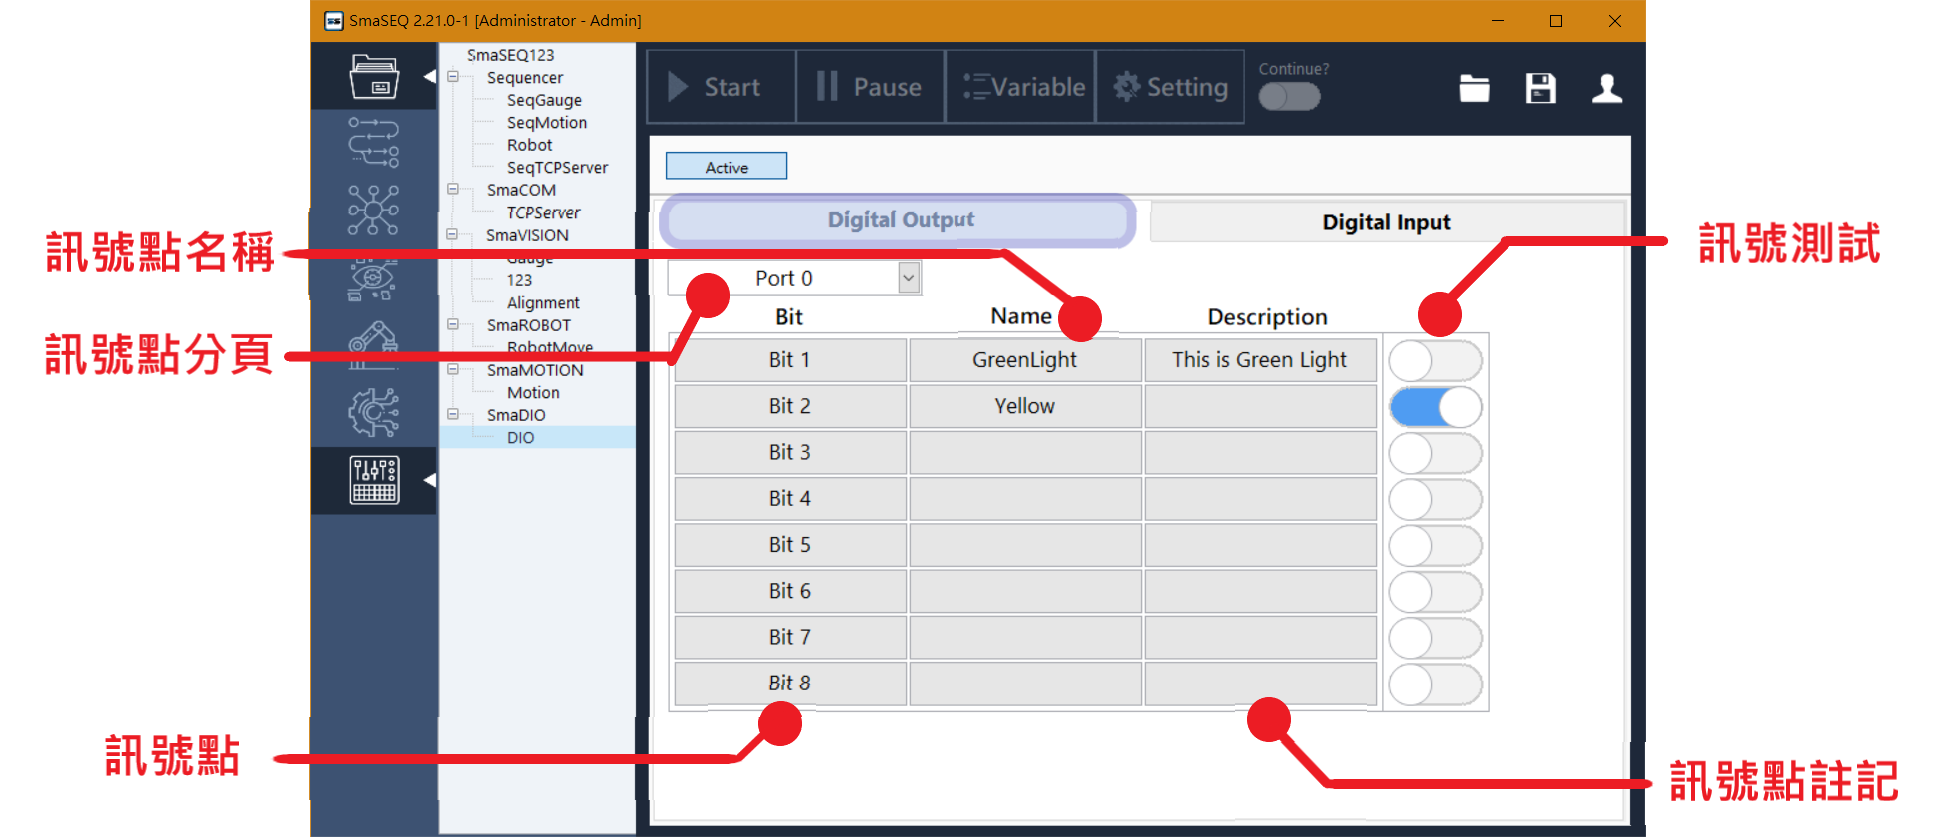 SmaSEQ 2.21.0-1 [Administrator - Admin]
SmaSEQ123
Sequencer
SeqGauge
SeqMotion
Robot
SeqTCPServer
SmaCOM
TCPServer
SmaVISION
Gauge
123
Alignment
SmaROBOT
RobotMove
SmaMOTION
Motion
SmaDIO
DIO
Start
Pause
Variable
Setting
Continue?
Active
Digital Output
Digital Input
Port 0
Bit Name Description
Bit 1 GreenLight This is Green Light
Bit 2 Yellow
Bit 3
Bit 4
Bit 5
Bit 6
Bit 7
Bit 8
訊號點名稱
訊號點分頁
訊號點
訊號測試
訊號點註記